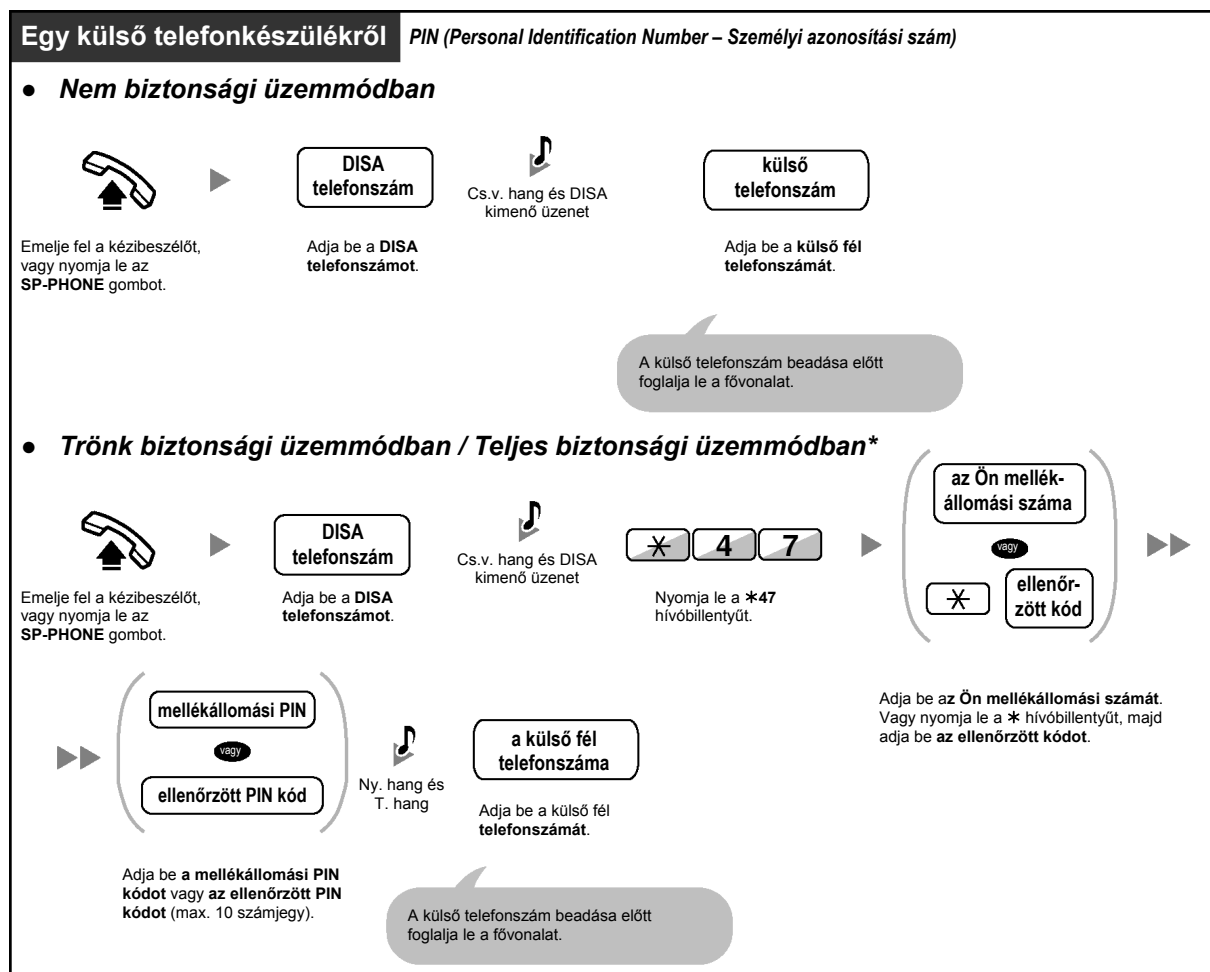 Egy külső telefonkészülékről PIN (Personal Identification Number – Személyi azonosítási szám)
● Nem biztonsági üzemmódban
DISA
telefonszám
Cs.v. hang és DISA
kimenő üzenet
külső
telefonszám
Emelje fel a kézibeszélőt,
vagy nyomja le az
SP-PHONE gombot.
Adja be a DISA
telefonszámot.
Adja be a külső fél
telefonszámát.
A külső telefonszám beadása előtt
foglalja le a fővonalat.
● Trönk biztonsági üzemmódban / Teljes biztonsági üzemmódban*
DISA
telefonszám
Cs.v. hang és DISA
kimenő üzenet
* 4 7
az Ön mellék-
állomási száma
vagy
* ellenőr-
zött kód
Emelje fel a kézibeszélőt,
vagy nyomja le az
SP-PHONE gombot.
Adja be a DISA
telefonszámot.
Nyomja le a *47
hívóbillentyűt.
Adja be az Ön mellékállomási számát.
Vagy nyomja le a * hívóbillentyűt, majd
adja be az ellenőrzött kódot.
mellékállomási PIN
vagy
ellenőrzött PIN kód
Ny. hang és
T. hang
a külső fél
telefonszáma
Adja be a külső fél
telefonszámát.
Adja be a mellékállomási PIN
kódot vagy az ellenőrzött PIN
kódot (max. 10 számjegy).
A külső telefonszám beadása előtt
foglalja le a fővonalat.